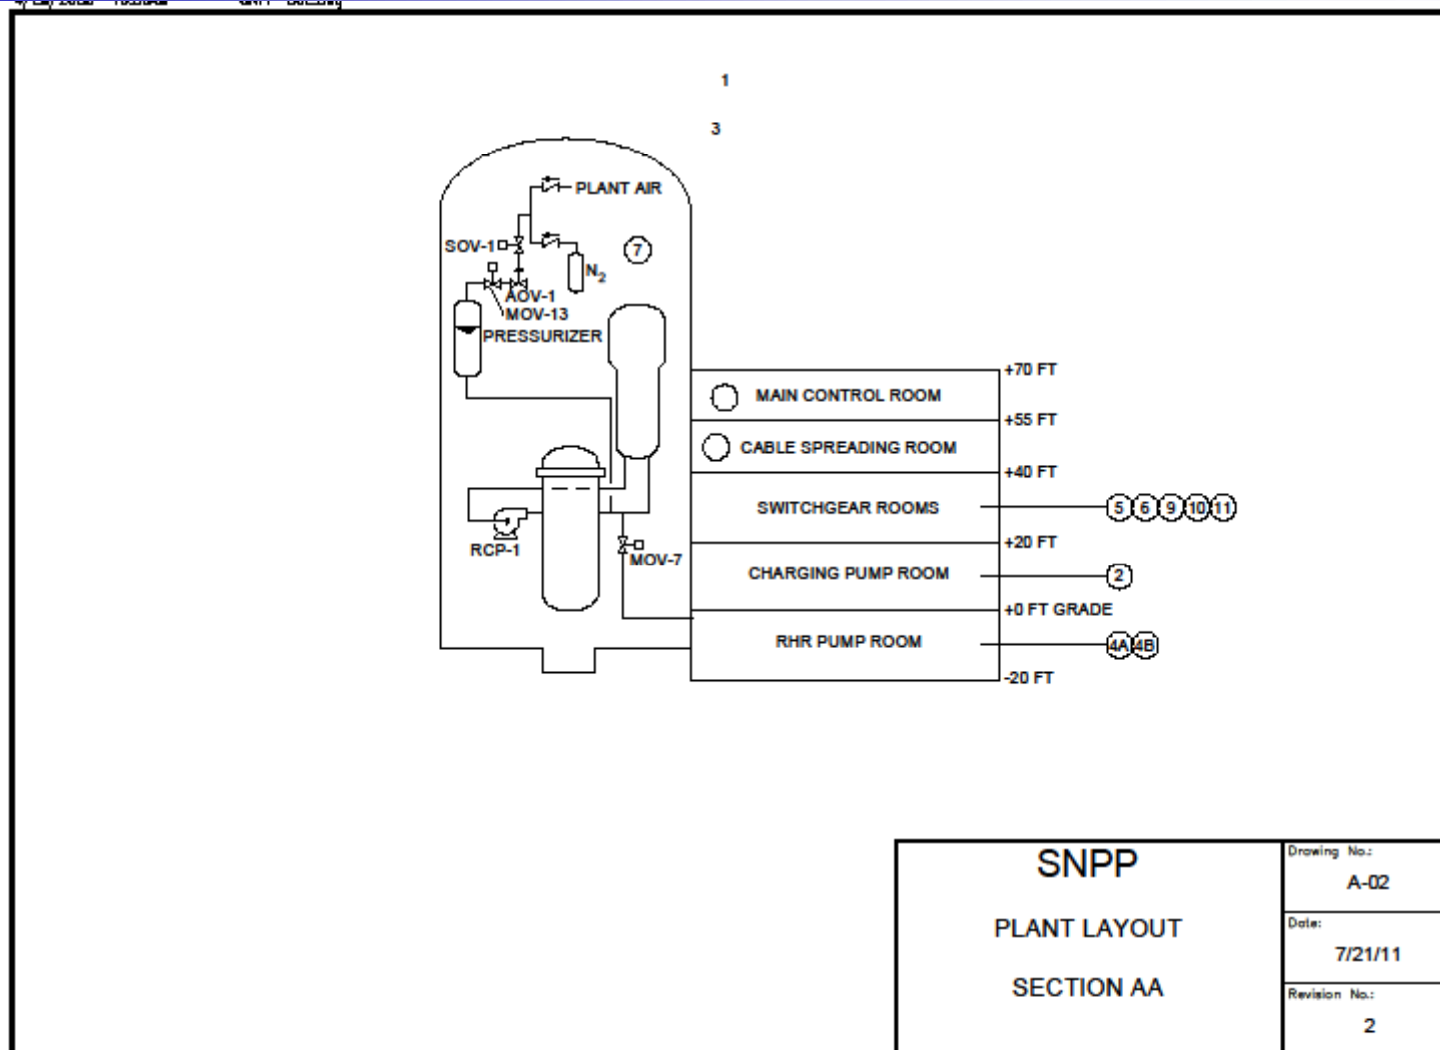 1
3
PLANT AIR
SOV-1
7
N2
AOV-1
MOV-13
PRESSURIZER
+70 FT
MAIN CONTROL ROOM
+55 FT
CABLE SPREADING ROOM
+40 FT
SWITCHGEAR ROOMS
5 6 9 10 11
+20 FT
RCP-1
MOV-7
CHARGING PUMP ROOM
2
+0 FT GRADE
RHR PUMP ROOM
4A 4B
-20 FT
SNPP
PLANT LAYOUT
SECTION AA
Drawing No.:
A-02
Date:
7/21/11
Revision No.:
2